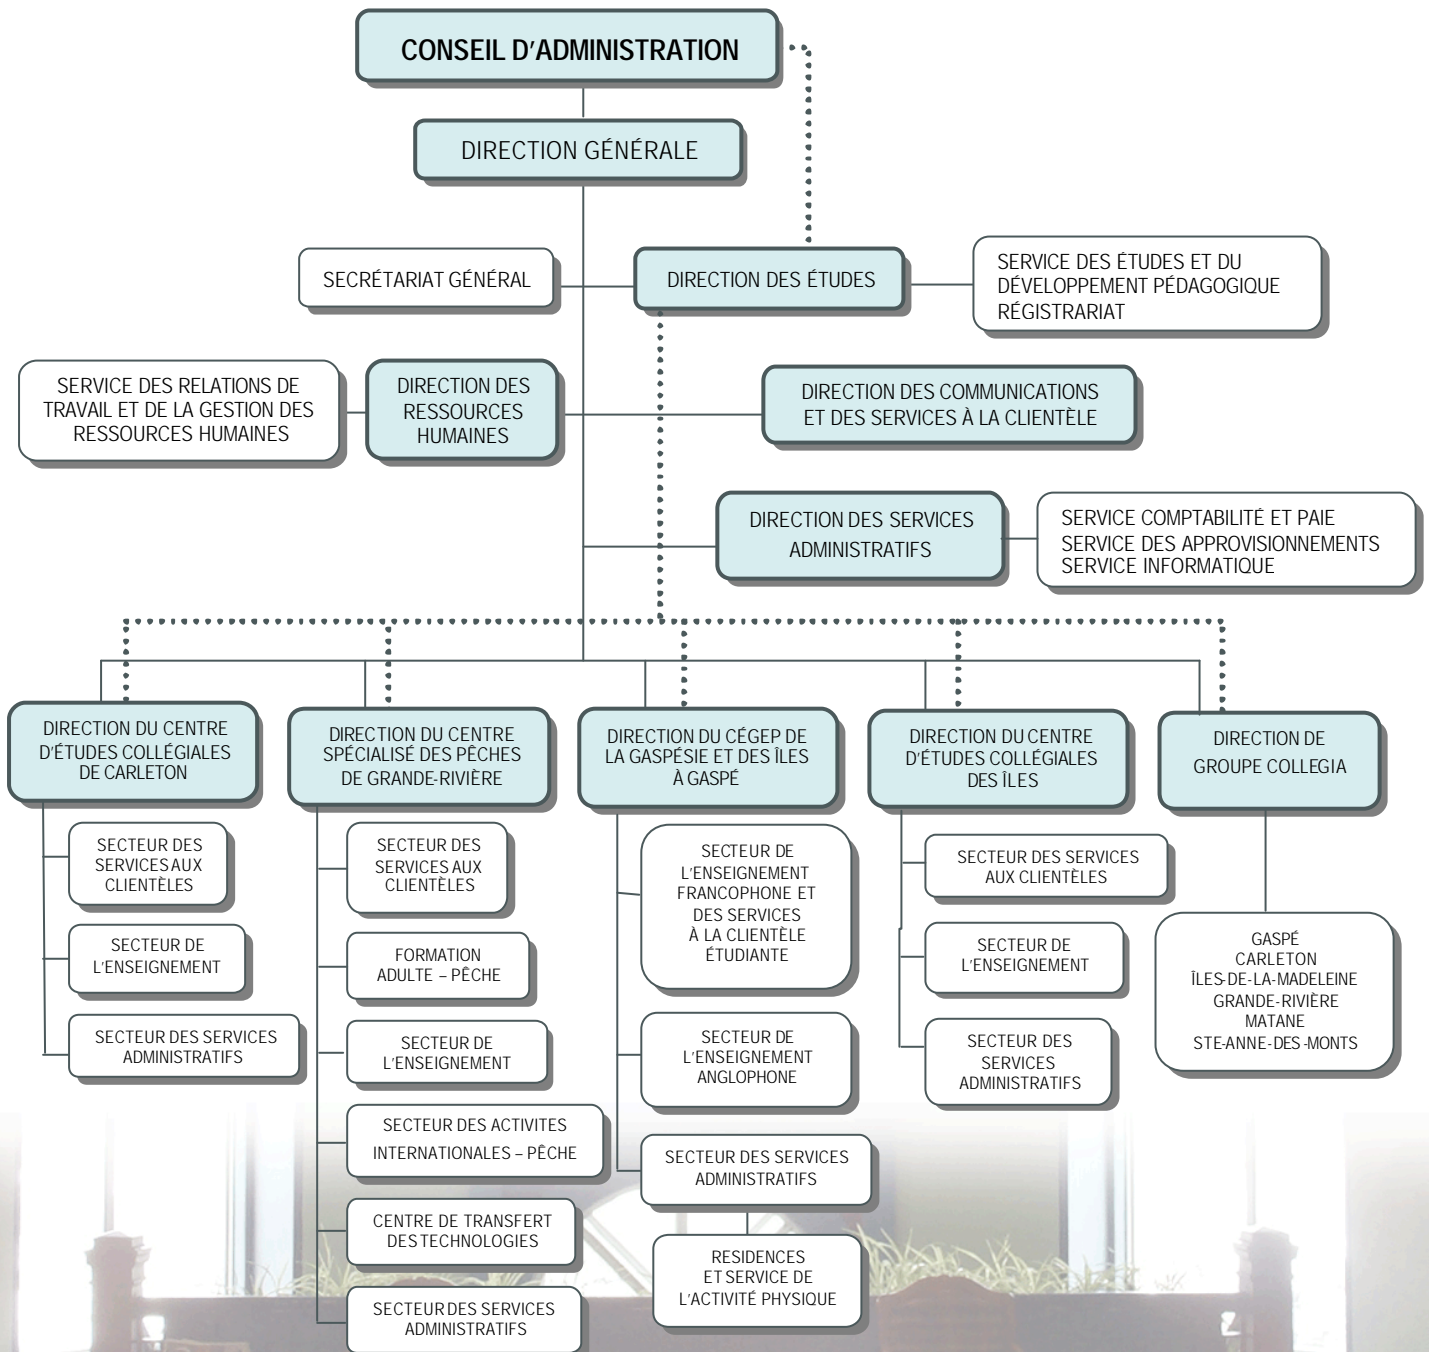 CONSEIL D'ADMINISTRATION
DIRECTION GÉNÉRALE
SECRÉTARIAT GÉNÉRAL
DIRECTION DES ÉTUDES
SERVICE DES ÉTUDES ET DU
DÉVELOPPEMENT PÉDAGOGIQUE
RÉGISTRARIAT
SERVICE DES RELATIONS DE
TRAVAIL ET DE LA GESTION DES
RESSOURCES HUMAINES
DIRECTION DES
RESSOURCES
HUMAINES
DIRECTION DES COMMUNICATIONS
ET DES SERVICES À LA CLIENTÈLE
DIRECTION DES SERVICES
ADMINISTRATIFS
SERVICE COMPTABILITÉ ET PAIE
SERVICE DES APPROVISIONNEMENTS
SERVICE INFORMATIQUE
DIRECTION DU CENTRE
D'ÉTUDES COLLÉGIALES
DE CARLETON
SECTEUR DES
SERVICES AUX
CLIENTÈLES
SECTEUR DE
L'ENSEIGNEMENT
SECTEUR DES SERVICES
ADMINISTRATIFS
DIRECTION DU CENTRE
SPÉCIALISÉ DES PÊCHES
DE GRANDE-RIVIÈRE
SECTEUR DES
SERVICES AUX
CLIENTÈLES
FORMATION
ADULTE – PÊCHE
SECTEUR DE
L'ENSEIGNEMENT
SECTEUR DES ACTIVITES
INTERNATIONALES – PÊCHE
CENTRE DE TRANSFERT
DES TECHNOLOGIES
SECTEUR DES SERVICES
ADMINISTRATIFS
DIRECTION DU CÉGEP DE
LA GASPÉSIE ET DES ÎLES
À GASPÉ
SECTEUR DE
L'ENSEIGNEMENT
FRANCOPHONE ET
DES SERVICES
À LA CLIENTÈLE
ÉTUDIANTE
SECTEUR DE
L'ENSEIGNEMENT
ANGLOPHONE
SECTEUR DES SERVICES
ADMINISTRATIFS
RESIDENCES
ET SERVICE DE
L'ACTIVITÉ PHYSIQUE
DIRECTION DU CENTRE
D'ÉTUDES COLLÉGIALES
DES ÎLES
SECTEUR DES SERVICES
AUX CLIENTÈLES
SECTEUR DE
L'ENSEIGNEMENT
SECTEUR DES
SERVICES
ADMINISTRATIFS
DIRECTION DE
GROUPE COLLEGIA
GASPÉ
CARLETON
ÎLES-DE-LA-MADELEINE
GRANDE-RIVIÈRE
MATANE
STE-ANNE-DES-MONTS